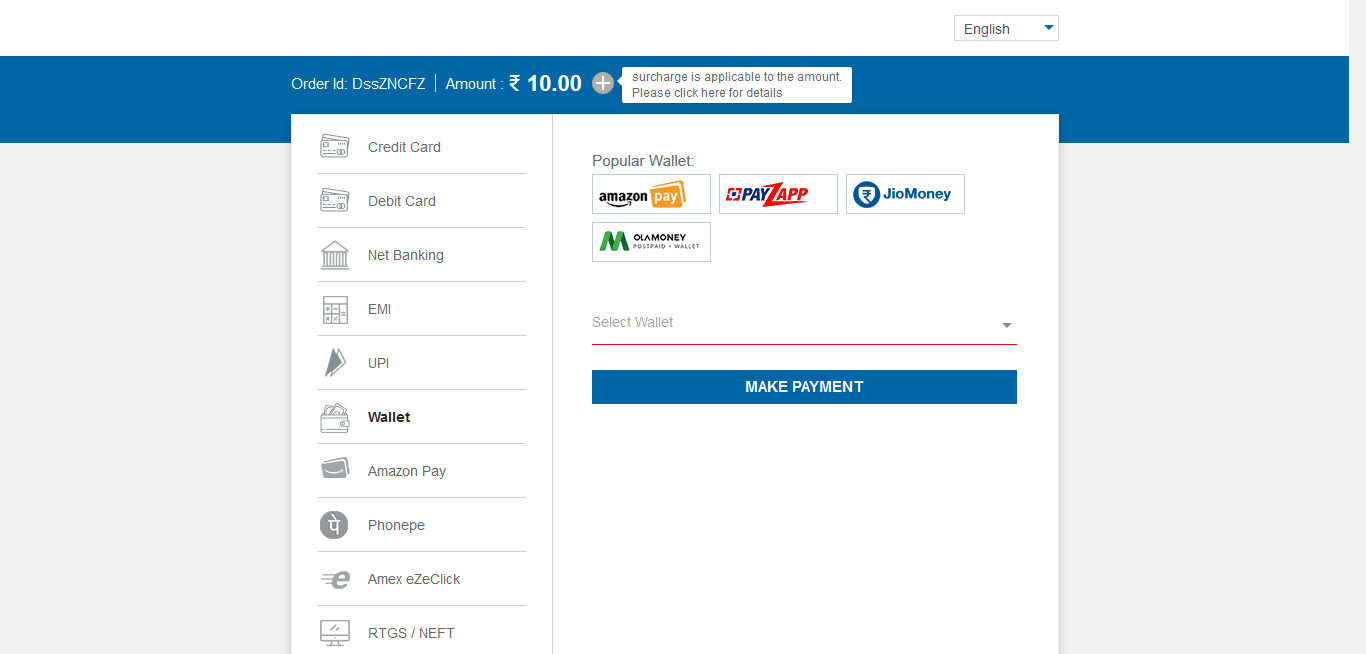 English
Order Id: DssZNCFZ
Amount : ₹ 10.00
surcharge is applicable to the amount.
Please click here for details
Credit Card
Debit Card
Net Banking
EMI
UPI
Wallet
Amazon Pay
Phonepe
Amex eZeClick
RTGS / NEFT
Popular Wallet:
amazon pay
PAYZAPP
JioMoney
OLAMONEY
POSTPAID + WALLET
Select Wallet
MAKE PAYMENT